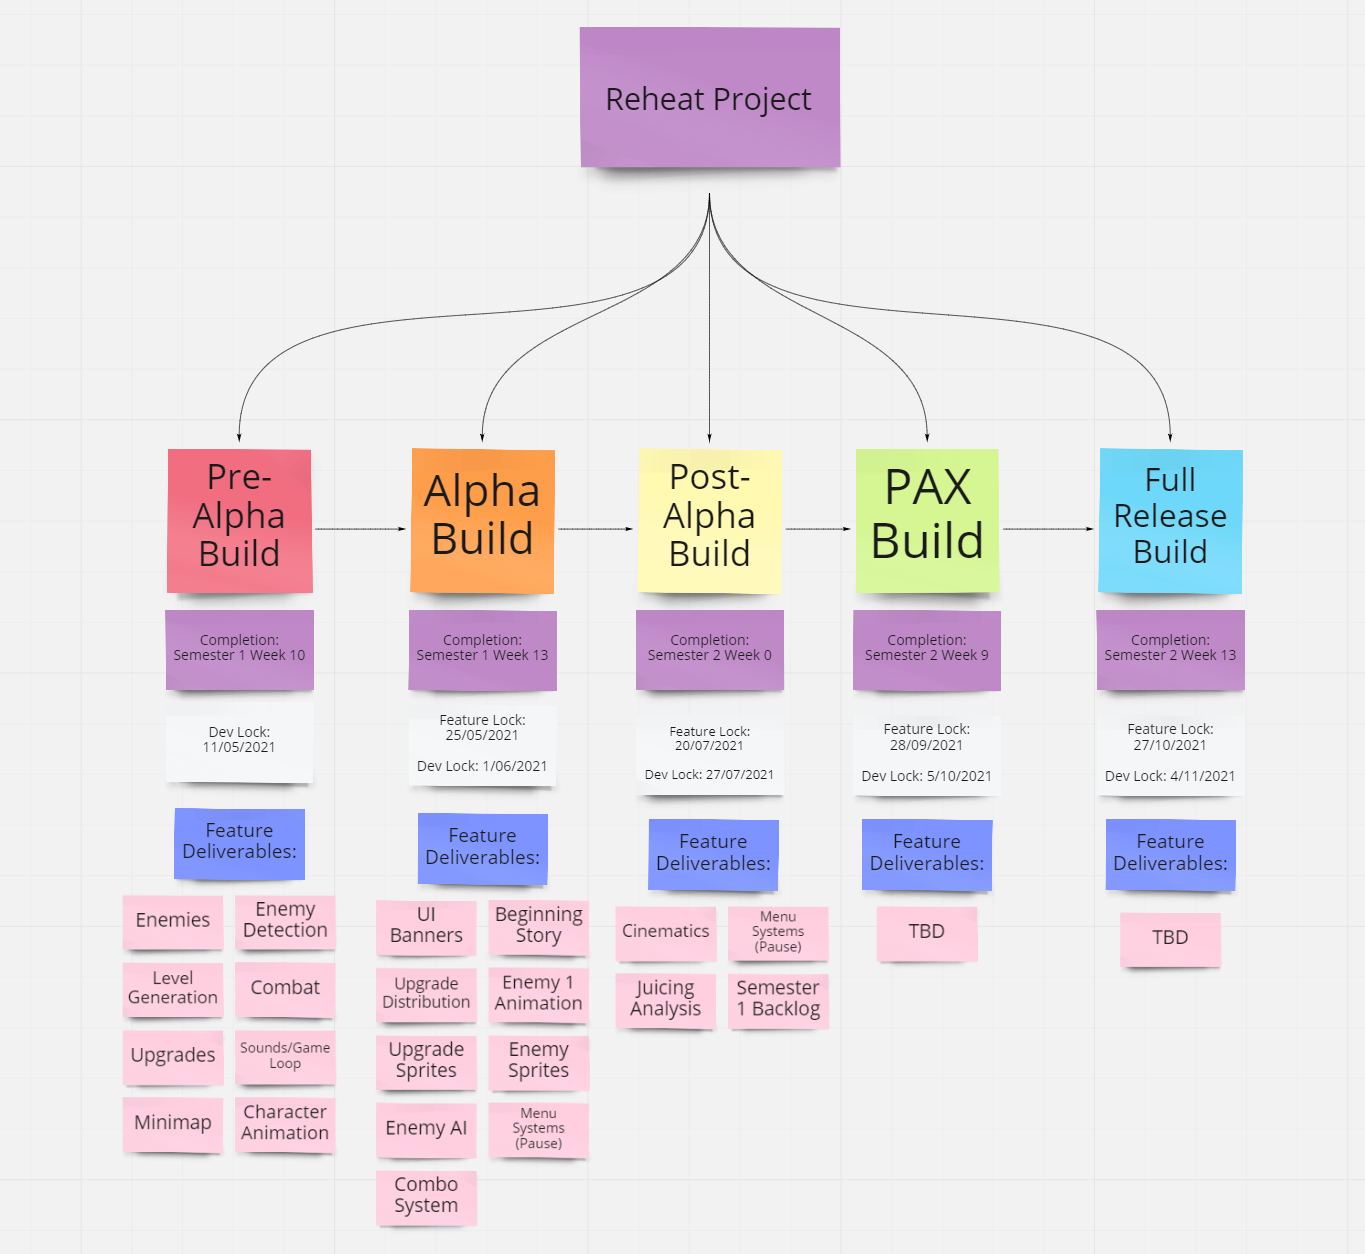 Reheat Project
Pre-
Alpha
Build
Alpha
Build
Post-
Alpha
Build
PAX
Build
Full
Release
Build
Completion:
Semester 1 Week 10
Completion:
Semester 1 Week 13
Completion:
Semester 2 Week 0
Completion:
Semester 2 Week 9
Completion:
Semester 2 Week 13
Dev Lock:
11/05/2021
Feature Lock:
25/05/2021
Dev Lock: 1/06/2021
Feature Lock:
20/07/2021
Dev Lock: 27/07/2021
Feature Lock:
28/09/2021
Dev Lock: 5/10/2021
Feature Lock:
27/10/2021
Dev Lock: 4/11/2021
Feature
Deliverables:
Feature
Deliverables:
Feature
Deliverables:
Feature
Deliverables:
Feature
Deliverables:
Enemies
Enemy
Detection
Level
Generation
Combat
Upgrades
Sounds/Game
Loop
Minimap
Character
Animation
UI
Banners
Beginning
Story
Upgrade
Distribution
Enemy 1
Animation
Upgrade
Sprites
Enemy
Sprites
Enemy AI
Menu
Systems
(Pause)
Combo
System
Cinematics
Menu
Systems
(Pause)
Juicing
Analysis
Semester
1 Backlog
TBD
TBD